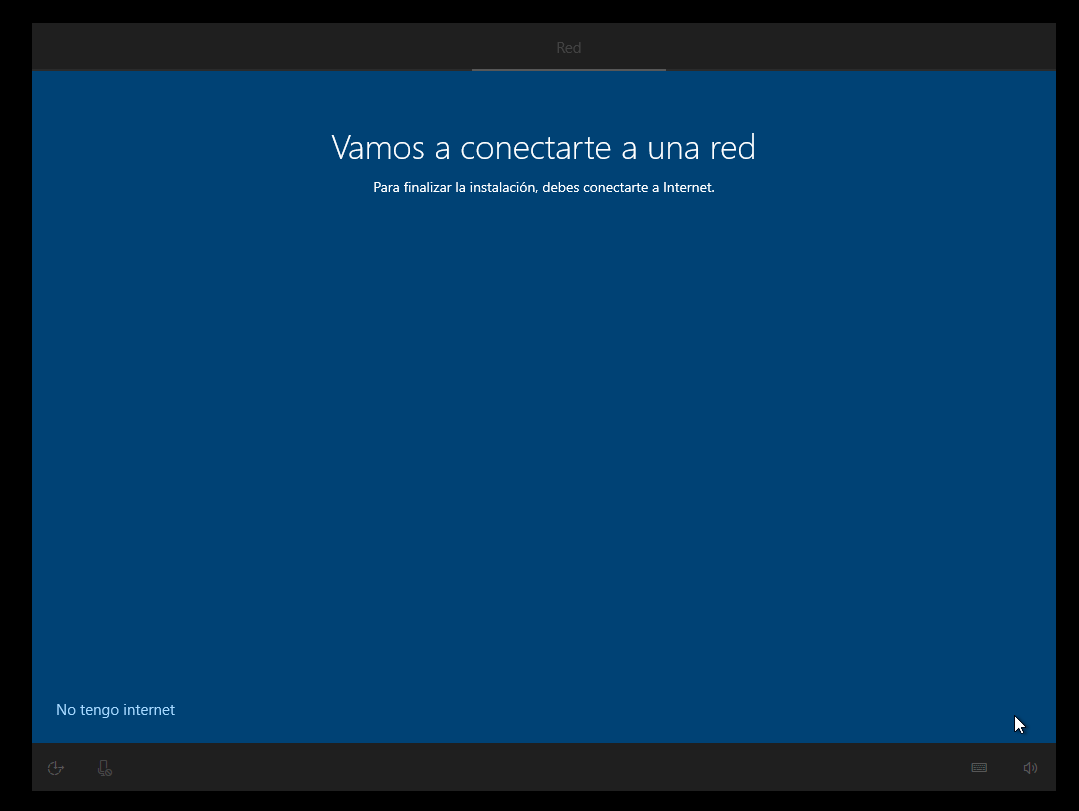 Red
Vamos a conectarte a una red
Para finalizar la instalación, debes conectarte a Internet.
No tengo internet